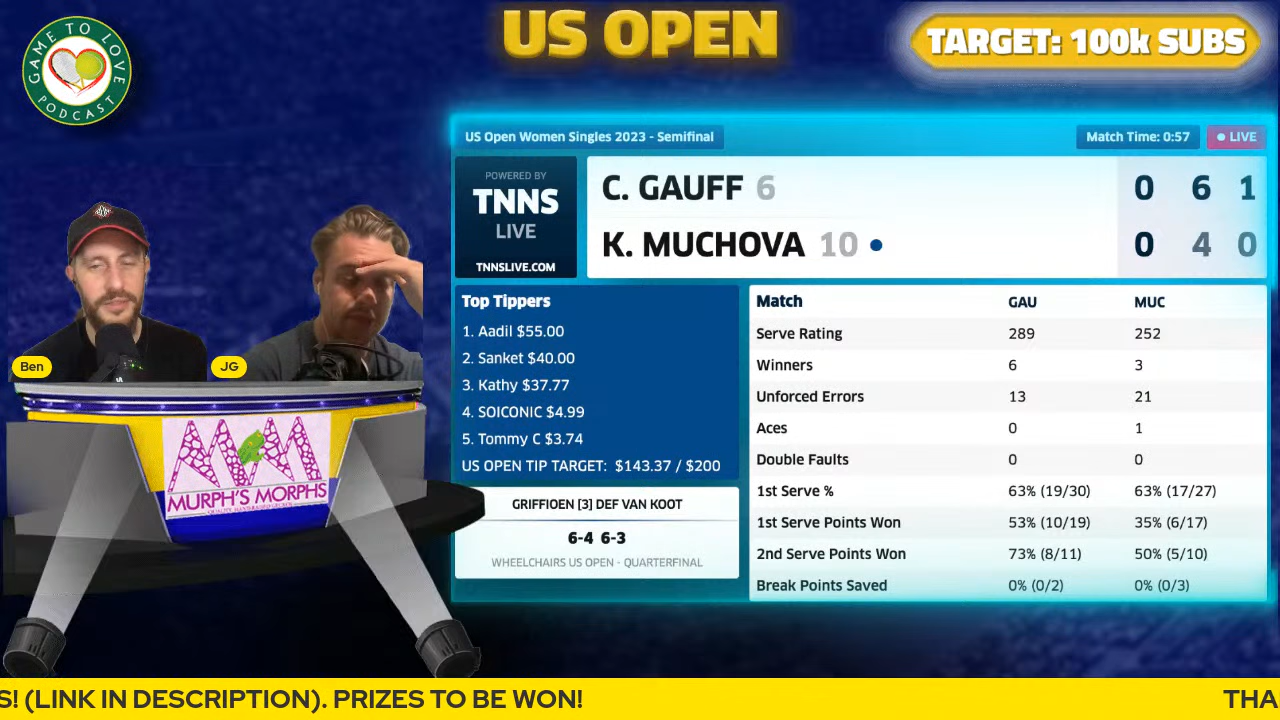 GAME TO LOVE
PODCAST
US OPEN
TARGET: 100k SUBS
US Open Women Singles 2023 - Semifinal
Match Time: 0:57
LIVE
POWERED BY
TNNS
LIVE
TNNSLIVE.COM
C. GAUFF 6 0 6 1
K. MUCHOVA 10 0 4 0
Top Tippers
1. Aadil $55.00
2. Sanket $40.00
3. Kathy $37.77
4. SOICONIC $4.99
5. Tommy C $3.74
US OPEN TIP TARGET: $143.37 / $200
GRIFFIOEN [3] DEF VAN KOOT
6-4 6-3
WHEELCHAIRS US OPEN - QUARTERFINAL
Match GAU MUC
Serve Rating 289 252
Winners 6 3
Unforced Errors 13 21
Aces 0 1
Double Faults 0 0
1st Serve % 63% (19/30) 63% (17/27)
1st Serve Points Won 53% (10/19) 35% (6/17)
2nd Serve Points Won 73% (8/11) 50% (5/10)
Break Points Saved 0% (0/2) 0% (0/3)
Ben
JG
MM
MURPH'S MORPHS
S! (LINK IN DESCRIPTION). PRIZES TO BE WON!
THA